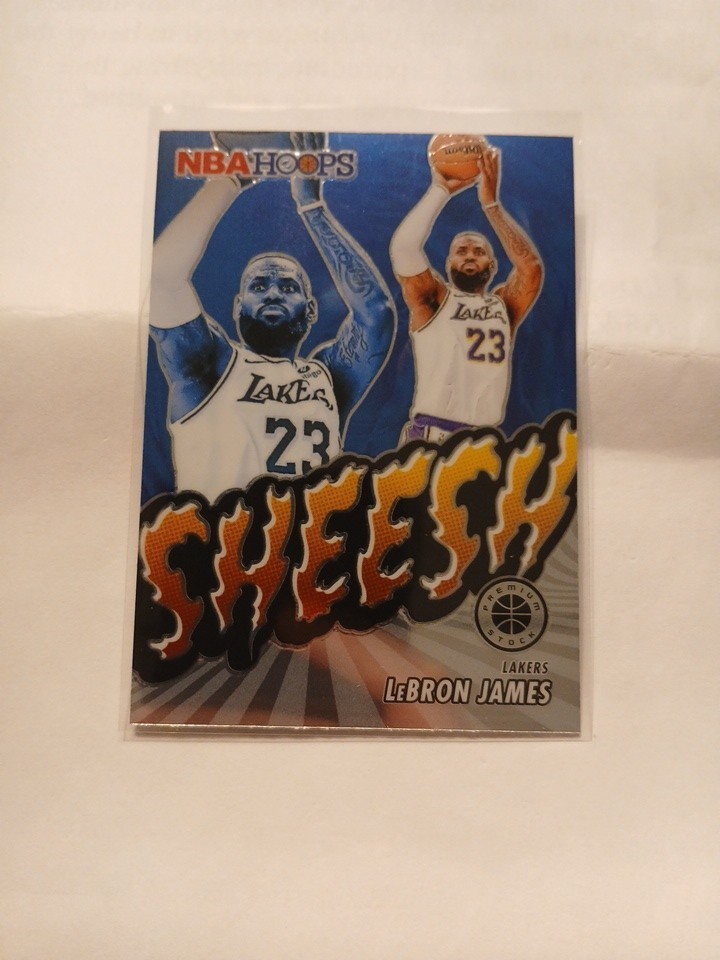 NBA HOOPS
LAKERS
23
LAKERS
23
SHEESH
PREMIUM
STOCK
LAKERS
LEBRON JAMES